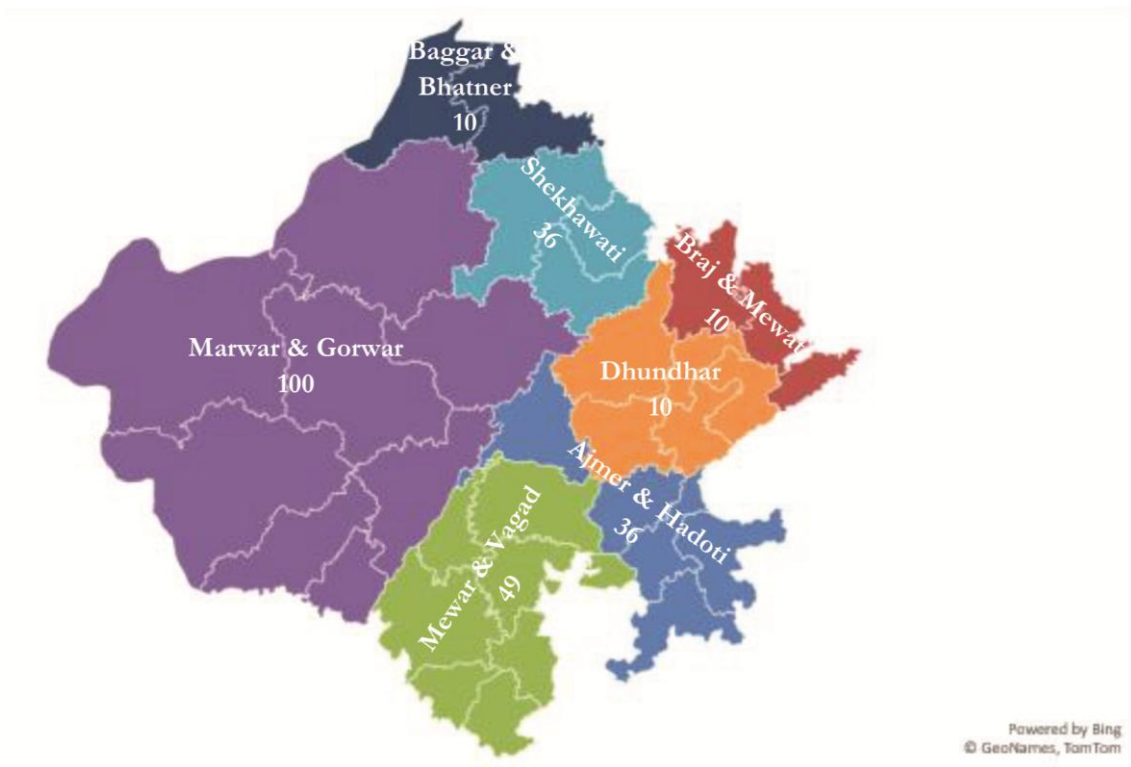 Baggar &
Bhatner
10
Shekhawati
36
Braj & Mewat
10
Marwar & Gorwar
100
Dhundhar
10
Ajmer & Hadoti
36
Mewar & Vagad
49
Powered by Bing
© GeoNames, TomTom